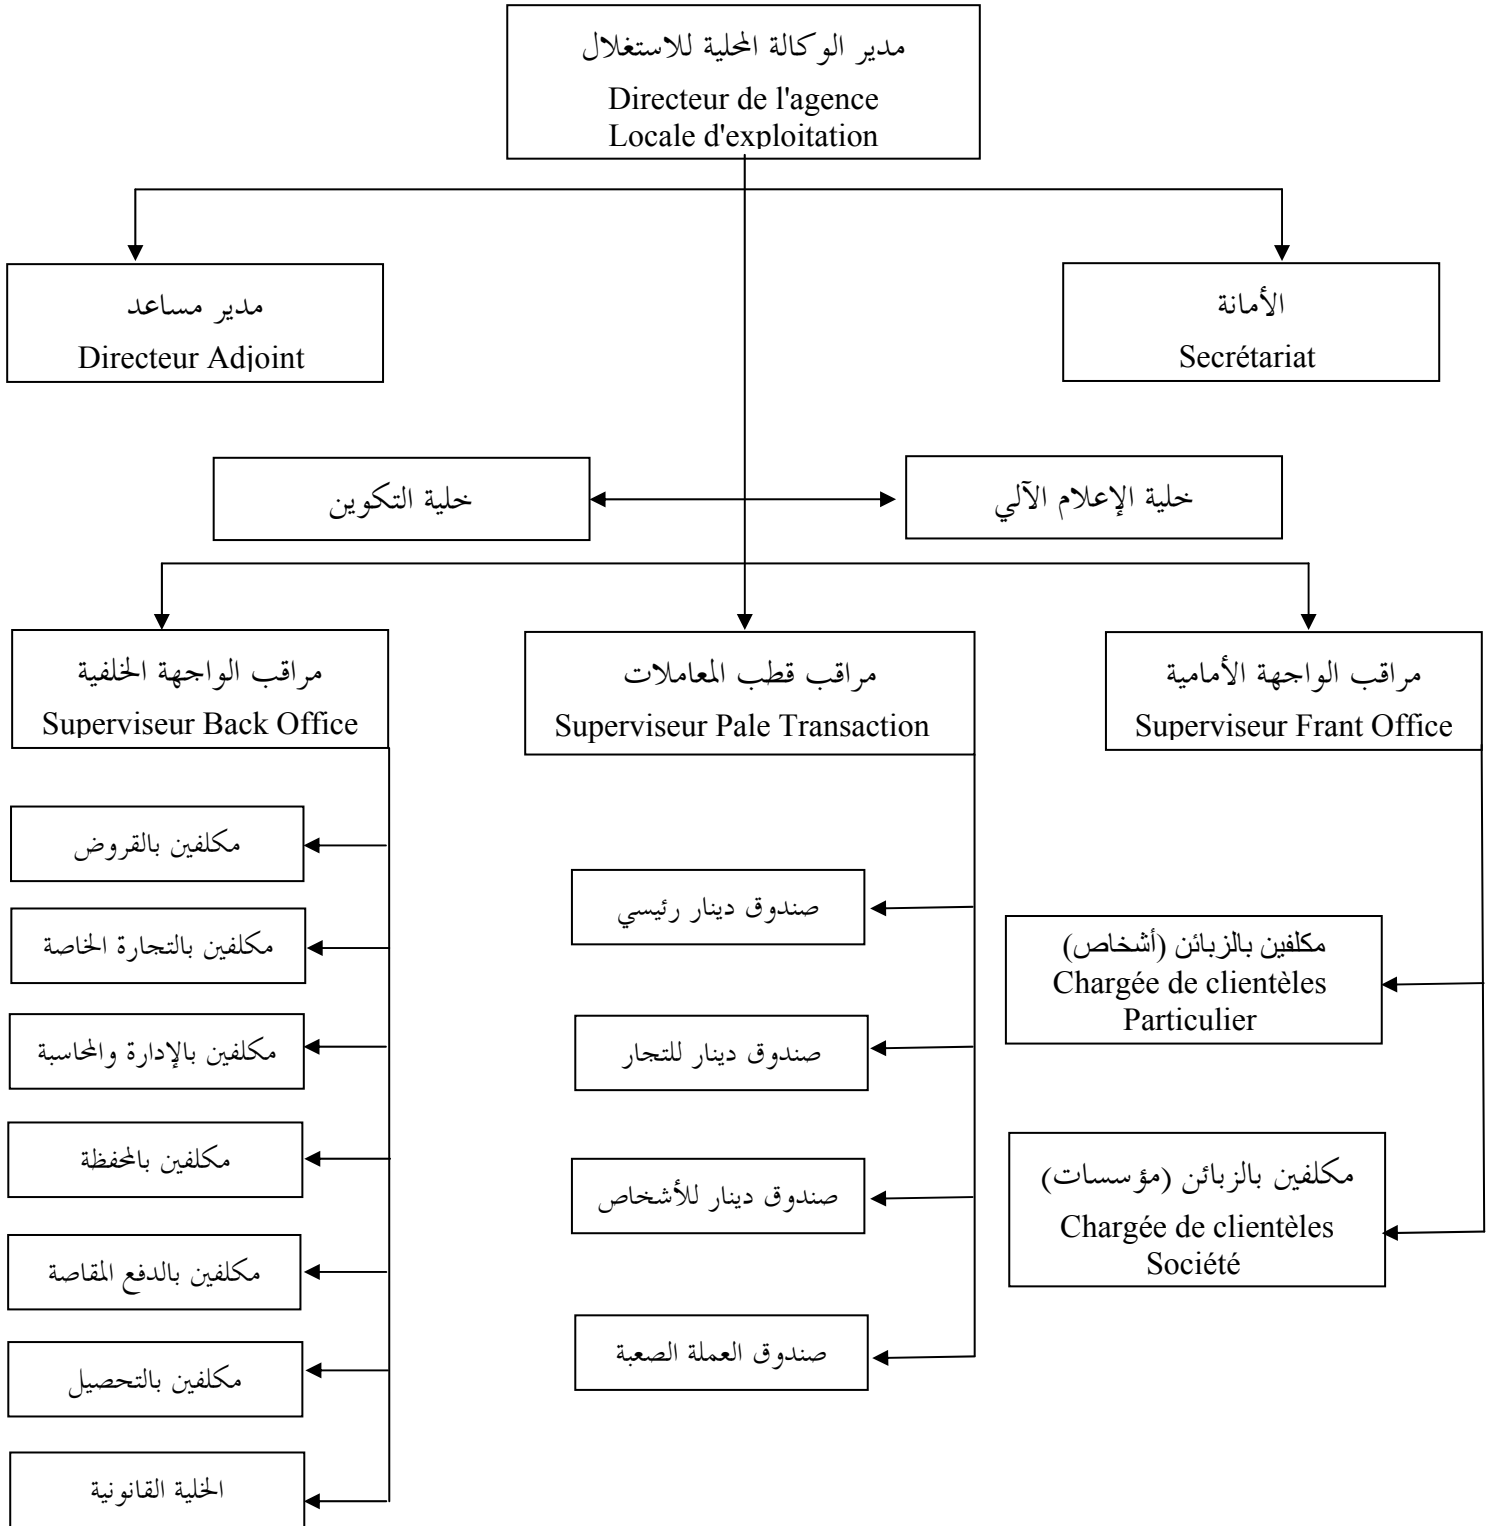 مدير الوكالة المحلية للاستغلال
Directeur de l'agence
Locale d'exploitation
الأمانة
Secrétariat
مدير مساعد
Directeur Adjoint
خلية الإعلام الآلي
خلية التكوين
مراقب الواجهة الأمامية
Superviseur Frant Office
مكلفين بالزبائن (أشخاص)
Chargée de clientèles
Particulier
مكلفين بالزبائن (مؤسسات)
Chargée de clientèles
Société
مراقب قطب المعاملات
Superviseur Pale Transaction
صندوق دينار رئيسي
صندوق دينار للتجار
صندوق دينار للأشخاص
صندوق العملة الصعبة
مراقب الواجهة الخلفية
Superviseur Back Office
مكلفين بالقروض
مكلفين بالتجارة الخاصة
مكلفين بالإدارة والمحاسبة
مكلفين بالمحفظة
مكلفين بالدفع المقاصة
مكلفين بالتحصيل
الخلية القانونية